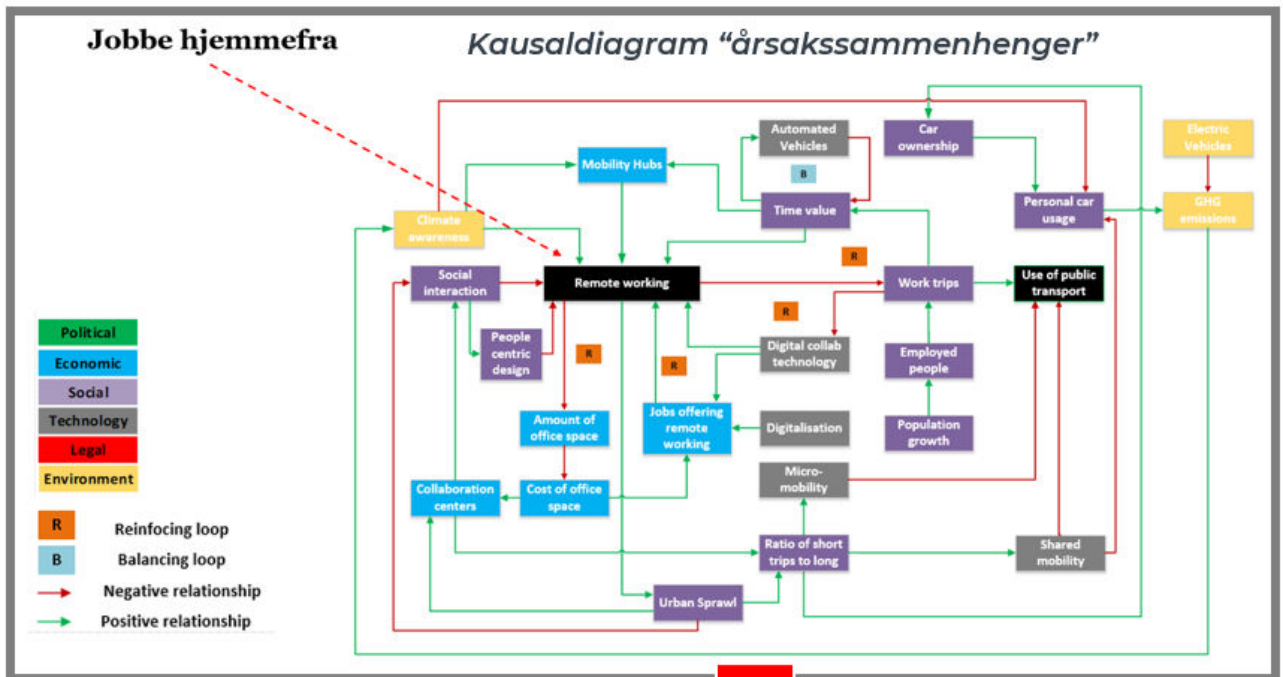 Jobbe hjemmefra
Kausaldiagram “årsakssammenhenger”
Automated
Vehicles
Car
ownership
Electric
Vehicles
Mobility Hubs
B
Time value
Personal car
usage
GHG
emissions
Climate
awareness
R
Social
interaction
Remote working
Work trips
Use of public
transport
R
People
centric
design
R
R
Digital collab
technology
Employed
people
Political
Economic
Social
Technology
Legal
Environment
Amount of
office space
Jobs offering
remote
working
Digitalisation
Population
growth
Micro-
mobility
Collaboration
centers
Cost of office
space
R
Reinfocing loop
B
Balancing loop
Negative relationship
Positive relationship
Ratio of short
trips to long
Shared
mobility
Urban Sprawl